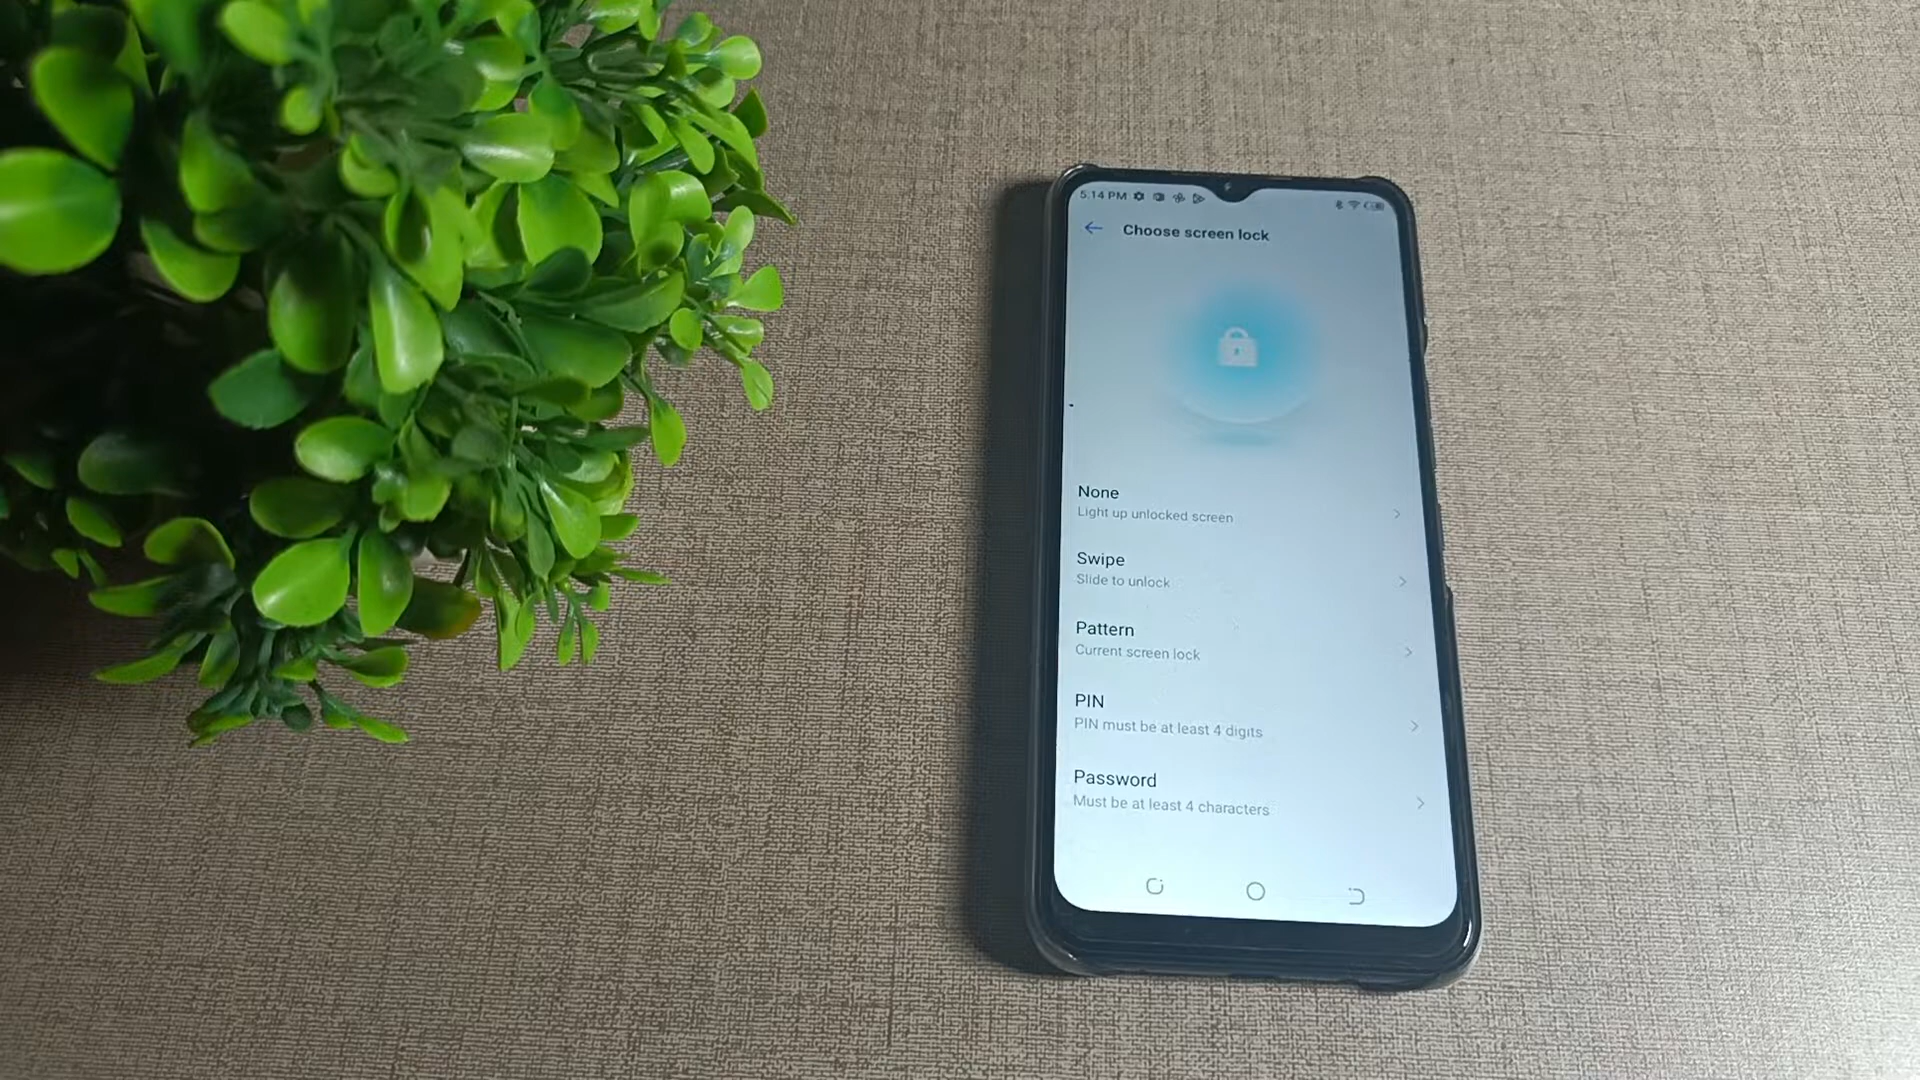 5:14 PM
Choose screen lock
None
Light up unlocked screen
Swipe
Slide to unlock
Pattern
Current screen lock
PIN
PIN must be at least 4 digits
Password
Must be at least 4 characters